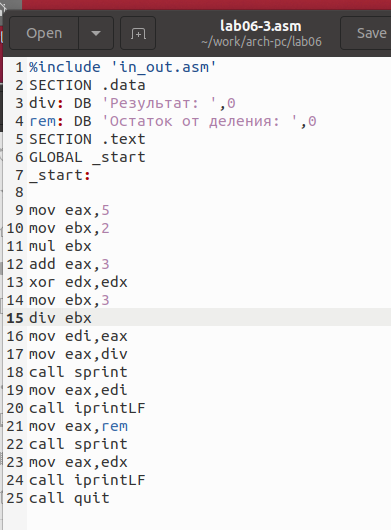 Open
lab06-3.asm
~/work/arch-pc/lab06
Save
1 %include 'in_out.asm'
2 SECTION .data
3 div: DB 'Результат: ',0
4 rem: DB 'Остаток от деления: ',0
5 SECTION .text
6 GLOBAL _start
7 _start:
8
9 mov eax,5
10 mov ebx,2
11 mul ebx
12 add eax,3
13 xor edx,edx
14 mov ebx,3
15 div ebx
16 mov edi,eax
17 mov eax,div
18 call sprint
19 mov eax,edi
20 call iprintLF
21 mov eax,rem
22 call sprint
23 mov eax,edx
24 call iprintLF
25 call quit